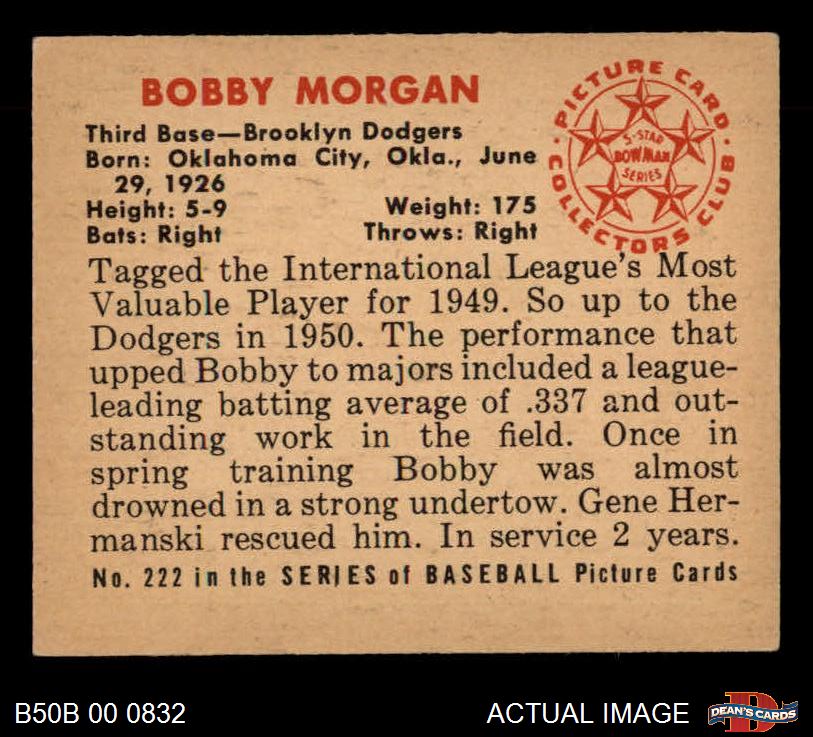 BOBBY MORGAN
Third Base—Brooklyn Dodgers
Born: Oklahoma City, Okla., June
29, 1926
Height: 5-9 Weight: 175
Bats: Right Throws: Right
PICTURE CARD
COLLECTORS CLUB
5-STAR
BOWMAN
SERIES
Tagged the International League's Most
Valuable Player for 1949. So up to the
Dodgers in 1950. The performance that
upped Bobby to majors included a league-
leading batting average of .337 and out-
standing work in the field. Once in
spring training Bobby was almost
drowned in a strong undertow. Gene Her-
manski rescued him. In service 2 years.
No. 222 in the SERIES of BASEBALL Picture Cards
B50B 00 0832
ACTUAL IMAGE
D
DEAN'S CARDS